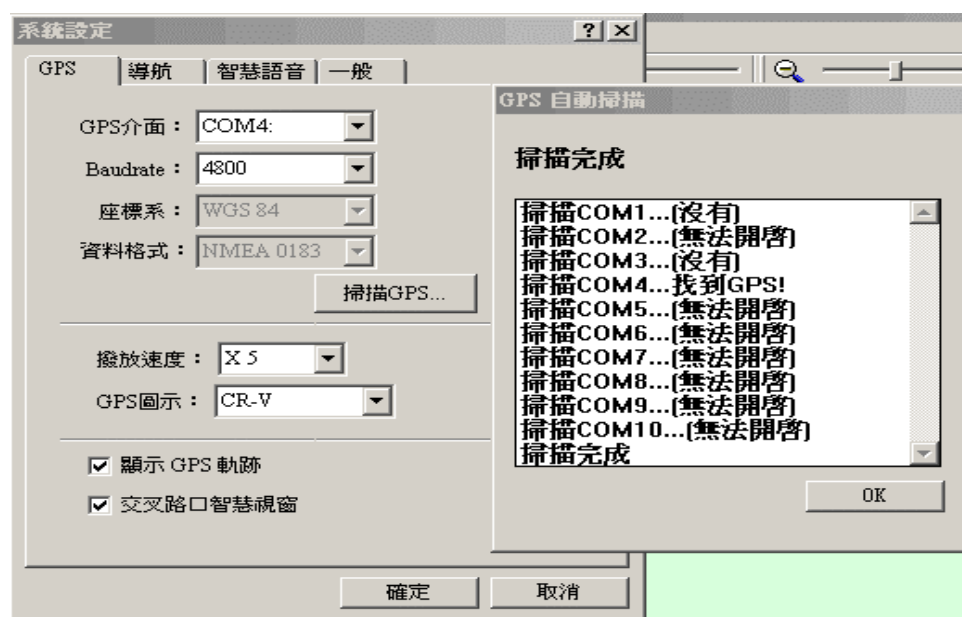 系統設定
GPS 導航 智慧語音 一般
GPS介面： COM4:
Baudrate： 4800
座標系： WGS 84
資料格式： NMEA 0183
掃描GPS...
撥放速度： X 5
GPS圖示： CR-V
顯示 GPS 軌跡
交叉路口智慧視窗
確定 取消
GPS 自動掃描
掃描完成
掃描COM1...(沒有)
掃描COM2...(無法開啓)
掃描COM3...(沒有)
掃描COM4...找到GPS!
掃描COM5...(無法開啓)
掃描COM6...(無法開啓)
掃描COM7...(無法開啓)
掃描COM8...(無法開啓)
掃描COM9...(無法開啓)
掃描COM10...(無法開啓)
掃描完成
OK